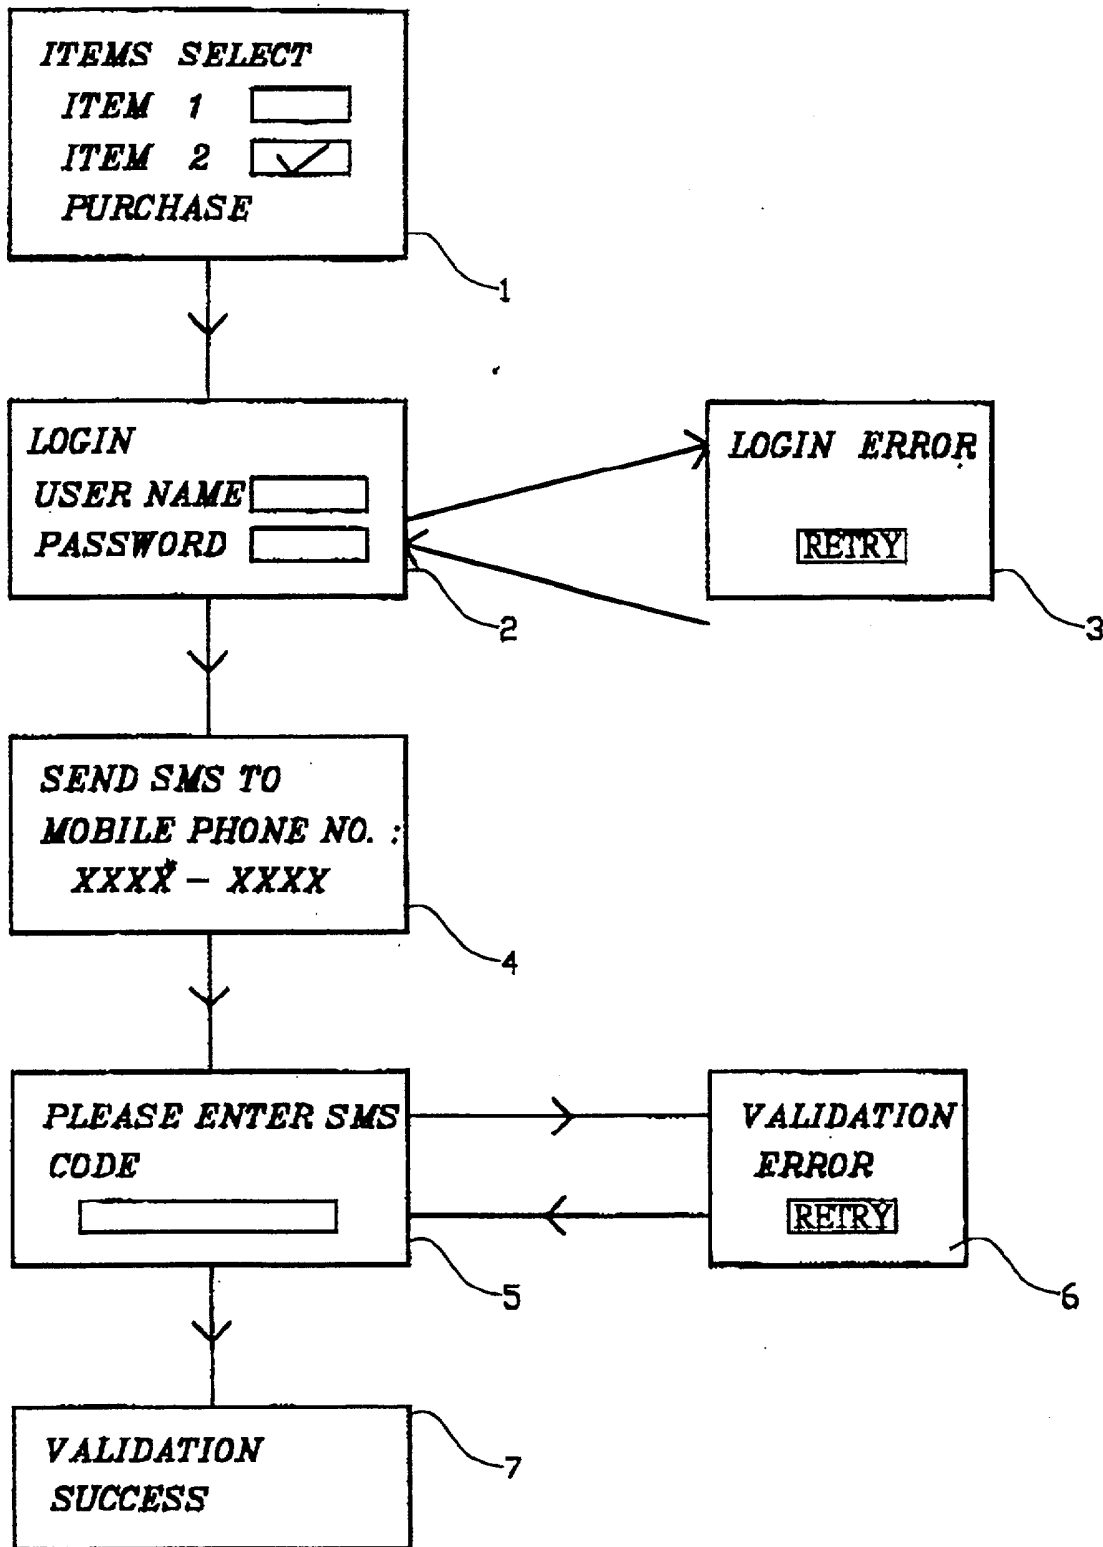 ITEMS SELECT
ITEM 1
ITEM 2
PURCHASE
1
LOGIN
USER NAME
PASSWORD
2
LOGIN ERROR
RETRY
3
SEND SMS TO
MOBILE PHONE NO. :
XXXX* - XXXX
4
PLEASE ENTER SMS
CODE
5
VALIDATION
ERROR
RETRY
6
VALIDATION
SUCCESS
7